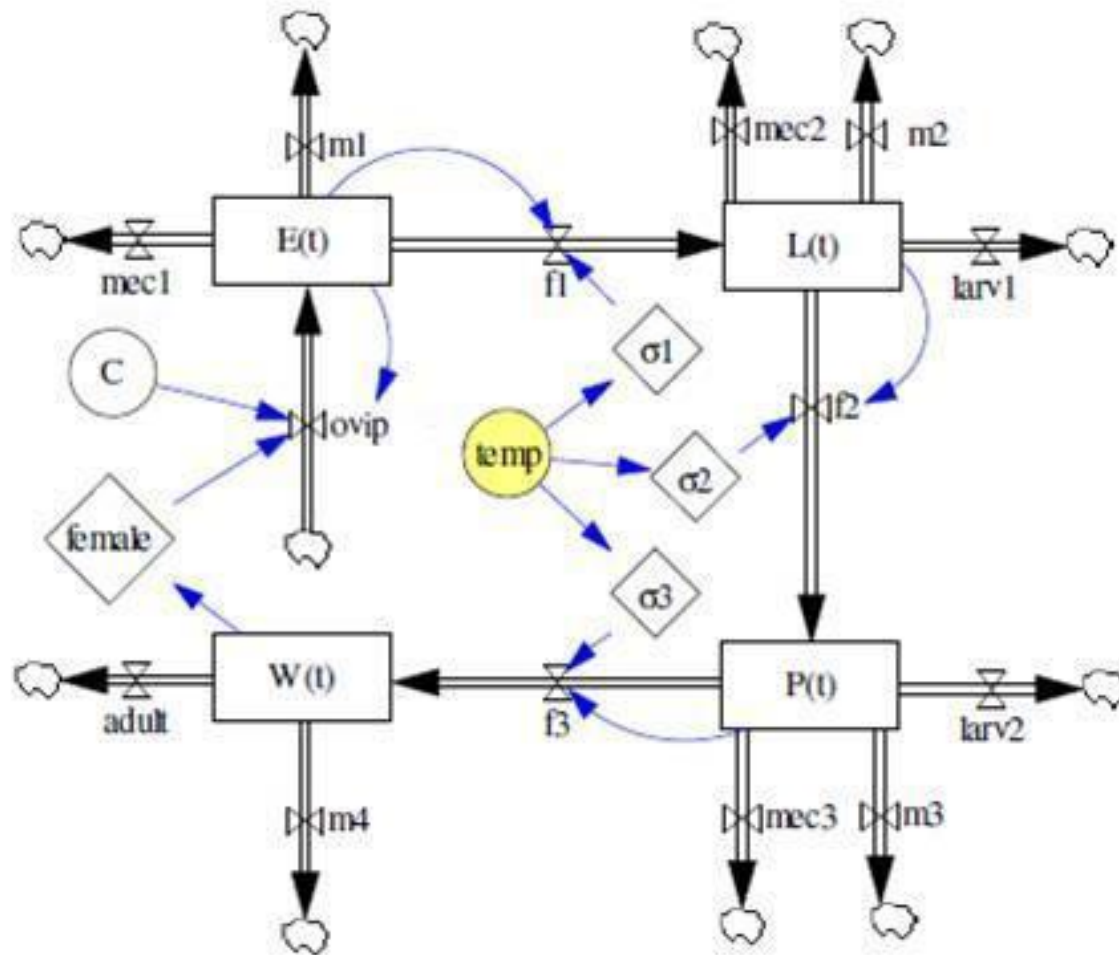 mec2
m2
m1
E(t)
L(t)
mec1
f1
larv1
σ1
C
ovip
f2
temp
σ2
female
σ3
W(t)
P(t)
adult
f3
larv2
m4
mec3
m3